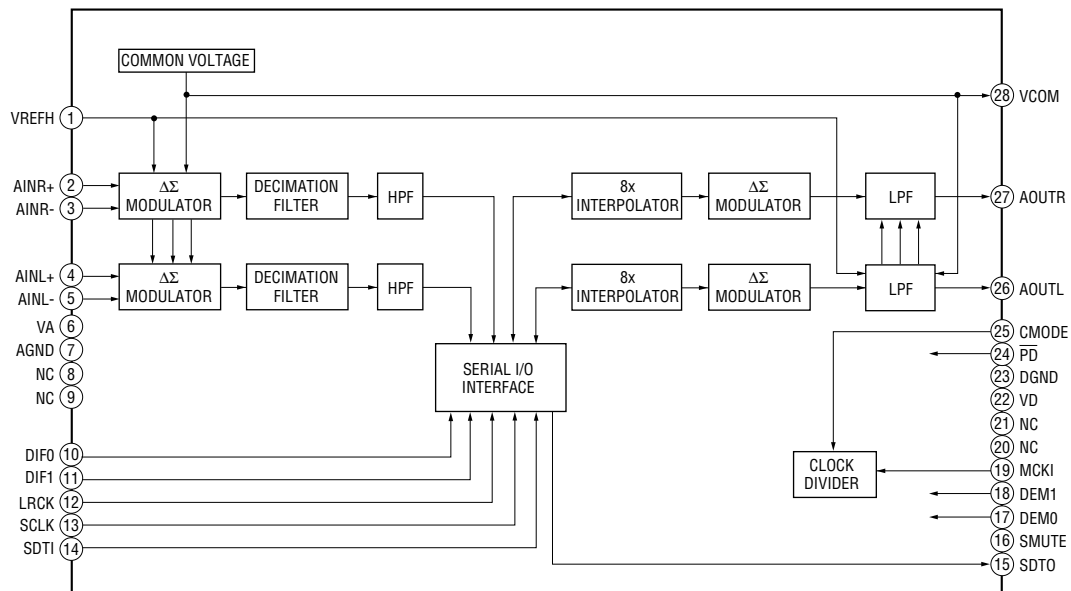 COMMON VOLTAGE
VREFH 1
28 VCOM
AINR+ 2
AINR- 3
ΔΣ
MODULATOR
DECIMATION
FILTER
HPF
8x
INTERPOLATOR
ΔΣ
MODULATOR
LPF
27 AOUTR
AINL+ 4
AINL- 5
ΔΣ
MODULATOR
DECIMATION
FILTER
HPF
8x
INTERPOLATOR
ΔΣ
MODULATOR
LPF
26 AOUTL
VA 6
AGND 7
NC 8
NC 9
SERIAL I/O
INTERFACE
25 CMODE
24 PD
23 DGND
22 VD
21 NC
20 NC
DIF0 10
DIF1 11
LRCK 12
SCLK 13
SDTI 14
CLOCK
DIVIDER
19 MCKI
18 DEM1
17 DEM0
16 SMUTE
15 SDTO